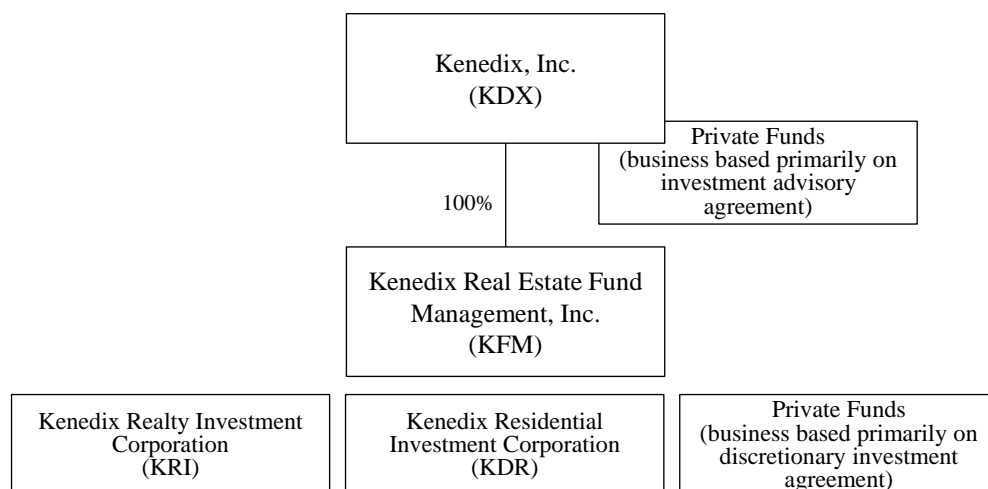 Kenedix, Inc.
(KDX)
Private Funds
(business based primarily on
investment advisory
agreement)
100%
Kenedix Real Estate Fund
Management, Inc.
(KFM)
Kenedix Realty Investment
Corporation
(KRI)
Kenedix Residential
Investment Corporation
(KDR)
Private Funds
(business based primarily on
discretionary investment
agreement)